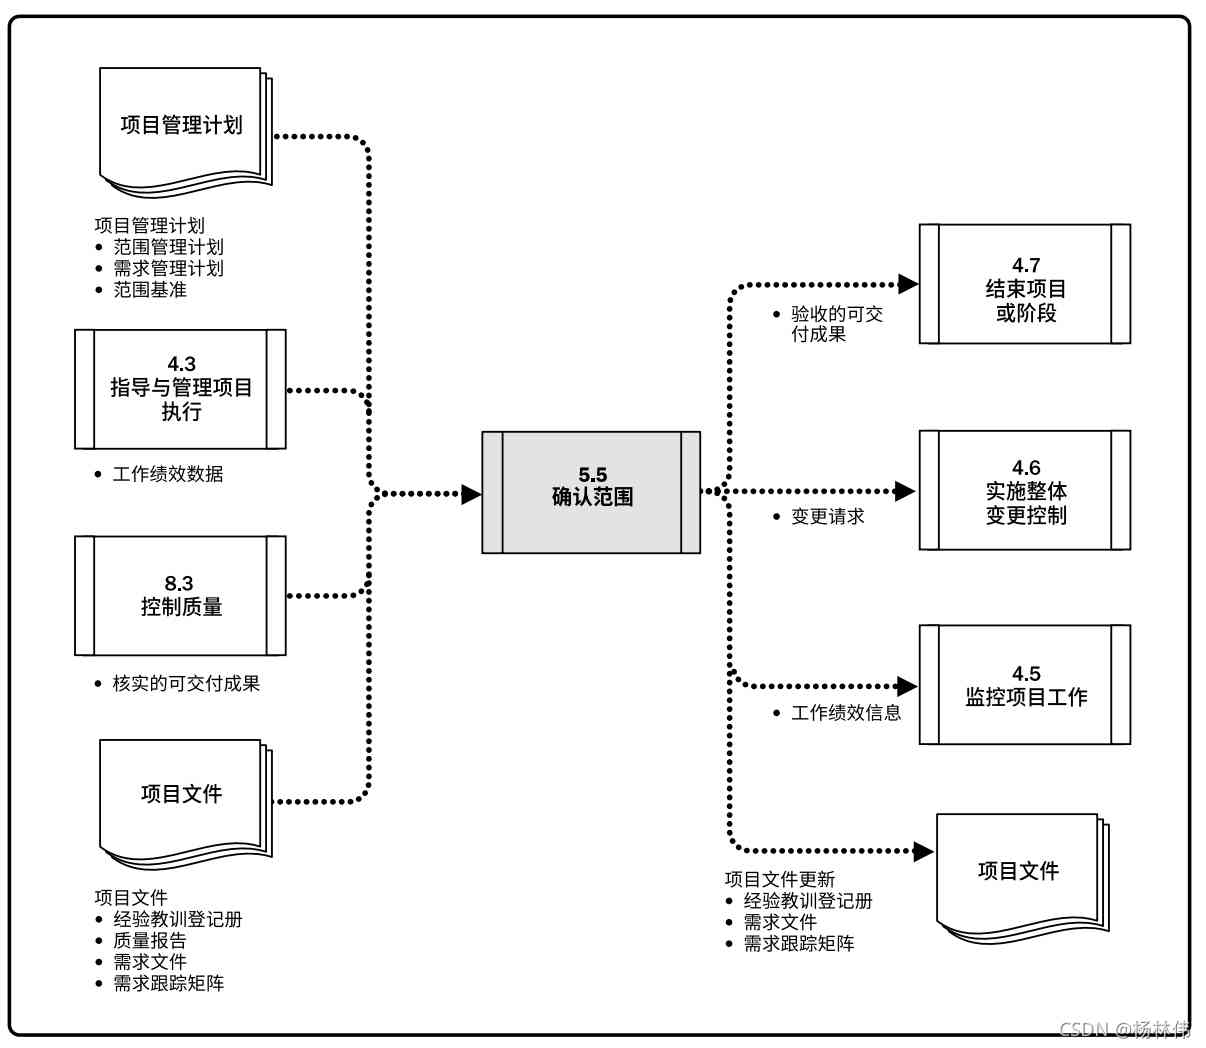 项目管理计划
项目管理计划
• 范围管理计划
• 需求管理计划
• 范围基准
4.3
指导与管理项目
执行
• 工作绩效数据
8.3
控制质量
• 核实的可交付成果
项目文件
项目文件
• 经验教训登记册
• 质量报告
• 需求文件
• 需求跟踪矩阵
5.5
确认范围
4.7
结束项目
或阶段
• 验收的可交
付成果
4.6
实施整体
变更控制
• 变更请求
4.5
监控项目工作
• 工作绩效信息
项目文件
项目文件更新
• 经验教训登记册
• 需求文件
• 需求跟踪矩阵
CSDN @杨林伟